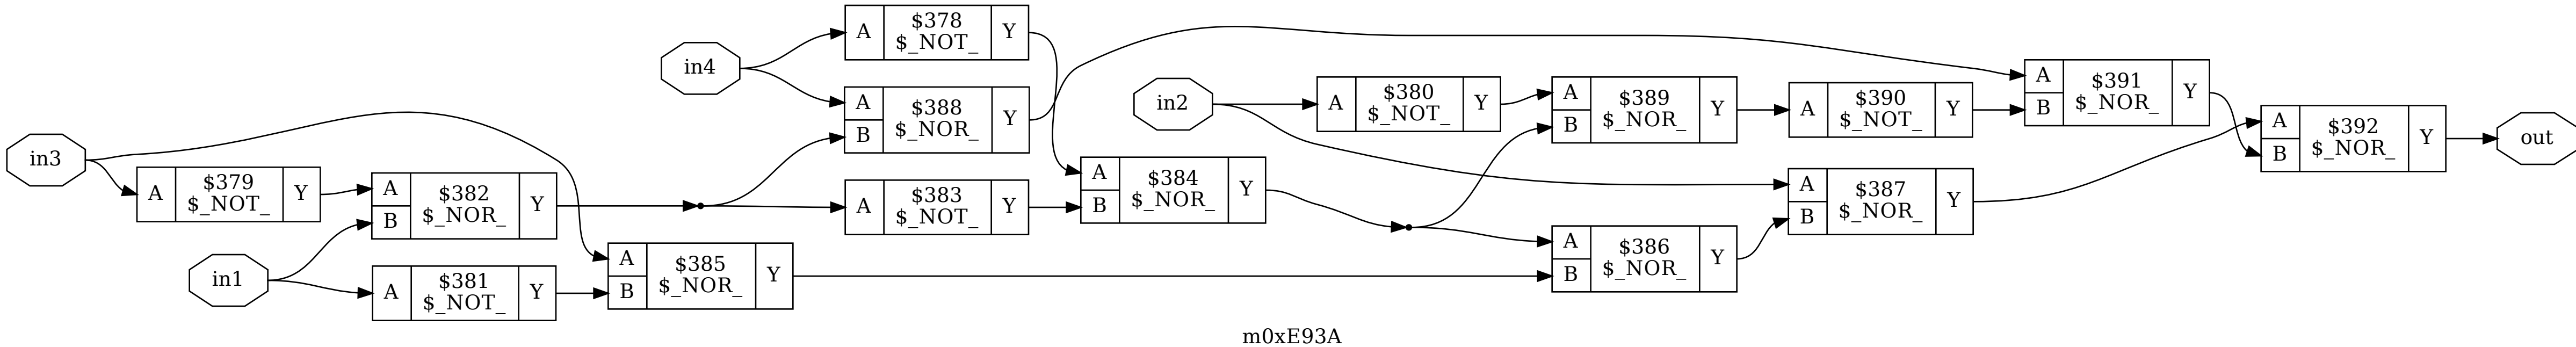 in3
in1
A $379 $_NOT_ Y
A $381 $_NOT_ Y
A B $382 $_NOR_ Y
A B $385 $_NOR_ Y
in4
A $378 $_NOT_ Y
A B $388 $_NOR_ Y
A $383 $_NOT_ Y
A B $384 $_NOR_ Y
in2
A $380 $_NOT_ Y
A B $389 $_NOR_ Y
A B $386 $_NOR_ Y
A $390 $_NOT_ Y
A B $387 $_NOR_ Y
A B $391 $_NOR_ Y
A B $392 $_NOR_ Y
out
m0xE93A